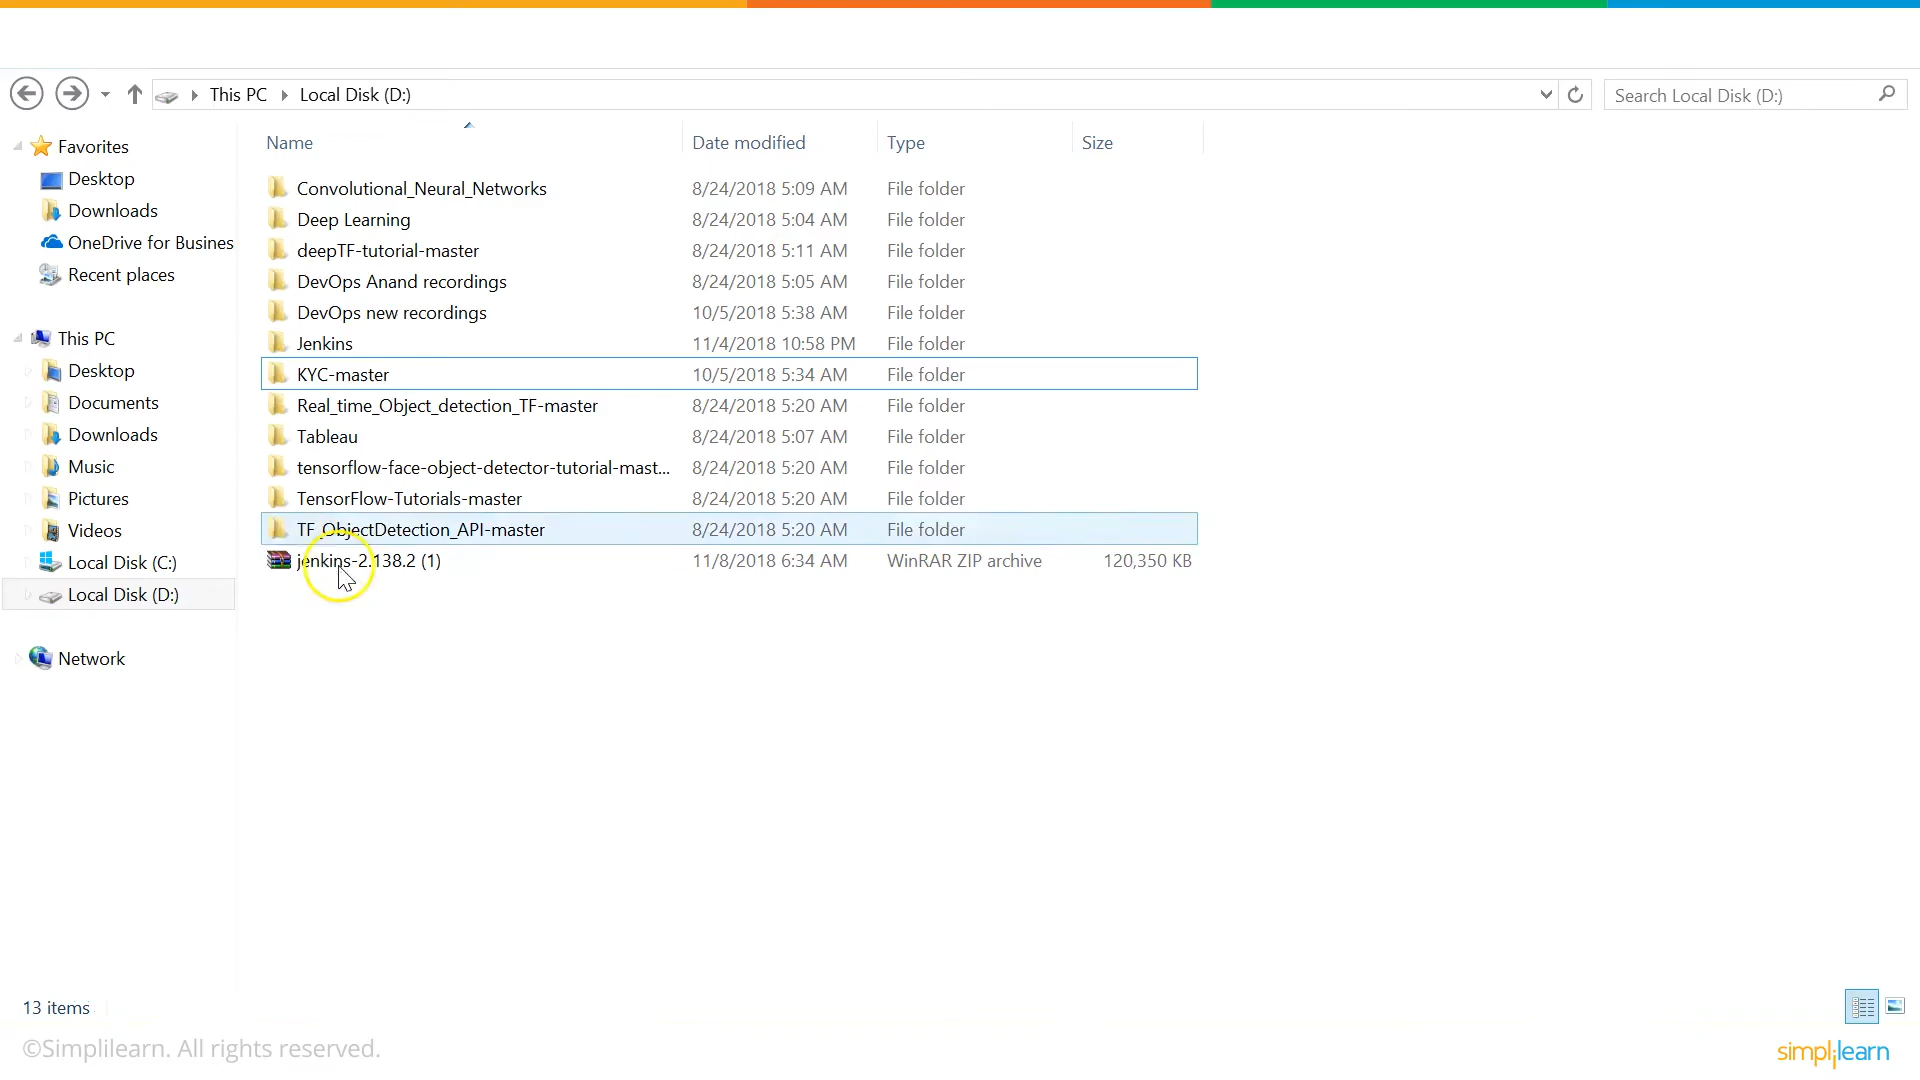 This PC Local Disk (D:)
Search Local Disk (D:)
Favorites
Desktop
Downloads
OneDrive for Busines
Recent places
This PC
Desktop
Documents
Downloads
Music
Pictures
Videos
Local Disk (C:)
Local Disk (D:)
Network
Name Date modified Type Size
Convolutional_Neural_Networks 8/24/2018 5:09 AM File folder
Deep Learning 8/24/2018 5:04 AM File folder
deepTF-tutorial-master 8/24/2018 5:11 AM File folder
DevOps Anand recordings 8/24/2018 5:05 AM File folder
DevOps new recordings 10/5/2018 5:38 AM File folder
Jenkins 11/4/2018 10:58 PM File folder
KYC-master 10/5/2018 5:34 AM File folder
Real_time_Object_detection_TF-master 8/24/2018 5:20 AM File folder
Tableau 8/24/2018 5:07 AM File folder
tensorflow-face-object-detector-tutorial-mast... 8/24/2018 5:20 AM File folder
TensorFlow-Tutorials-master 8/24/2018 5:20 AM File folder
TF_ObjectDetection_API-master 8/24/2018 5:20 AM File folder
jenkins-2.138.2 (1) 11/8/2018 6:34 AM WinRAR ZIP archive 120,350 KB
13 items
©Simplilearn. All rights reserved.
simplilearn